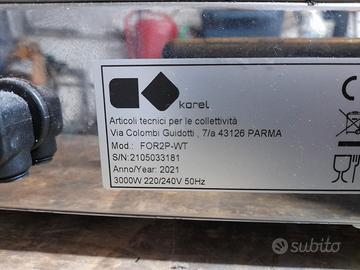 karel
Articoli tecnici per le collettività
Via Colombi Guidotti , 7/a 43126 PARMA
Mod.: FOR2P-WT
S/N:2105033181
Anno/Year: 2021
3000W 220/240V 50Hz
subito